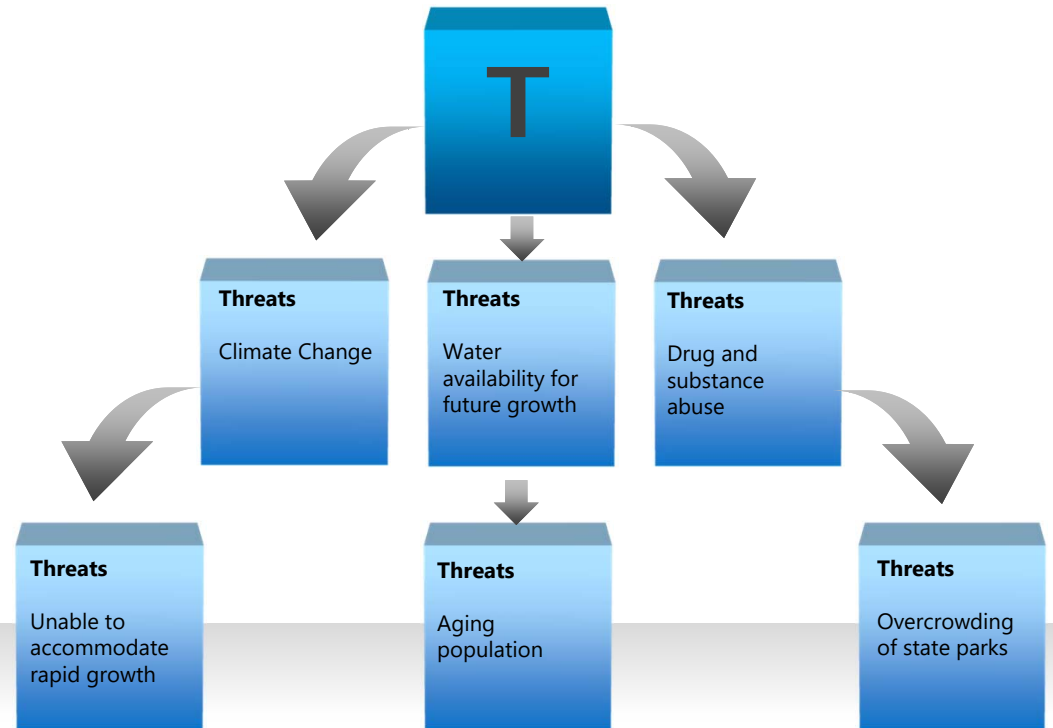 T
Threats
Climate Change
Threats
Water
availability for
future growth
Threats
Drug and
substance
abuse
Threats
Unable to
accommodate
rapid growth
Threats
Aging
population
Threats
Overcrowding
of state parks